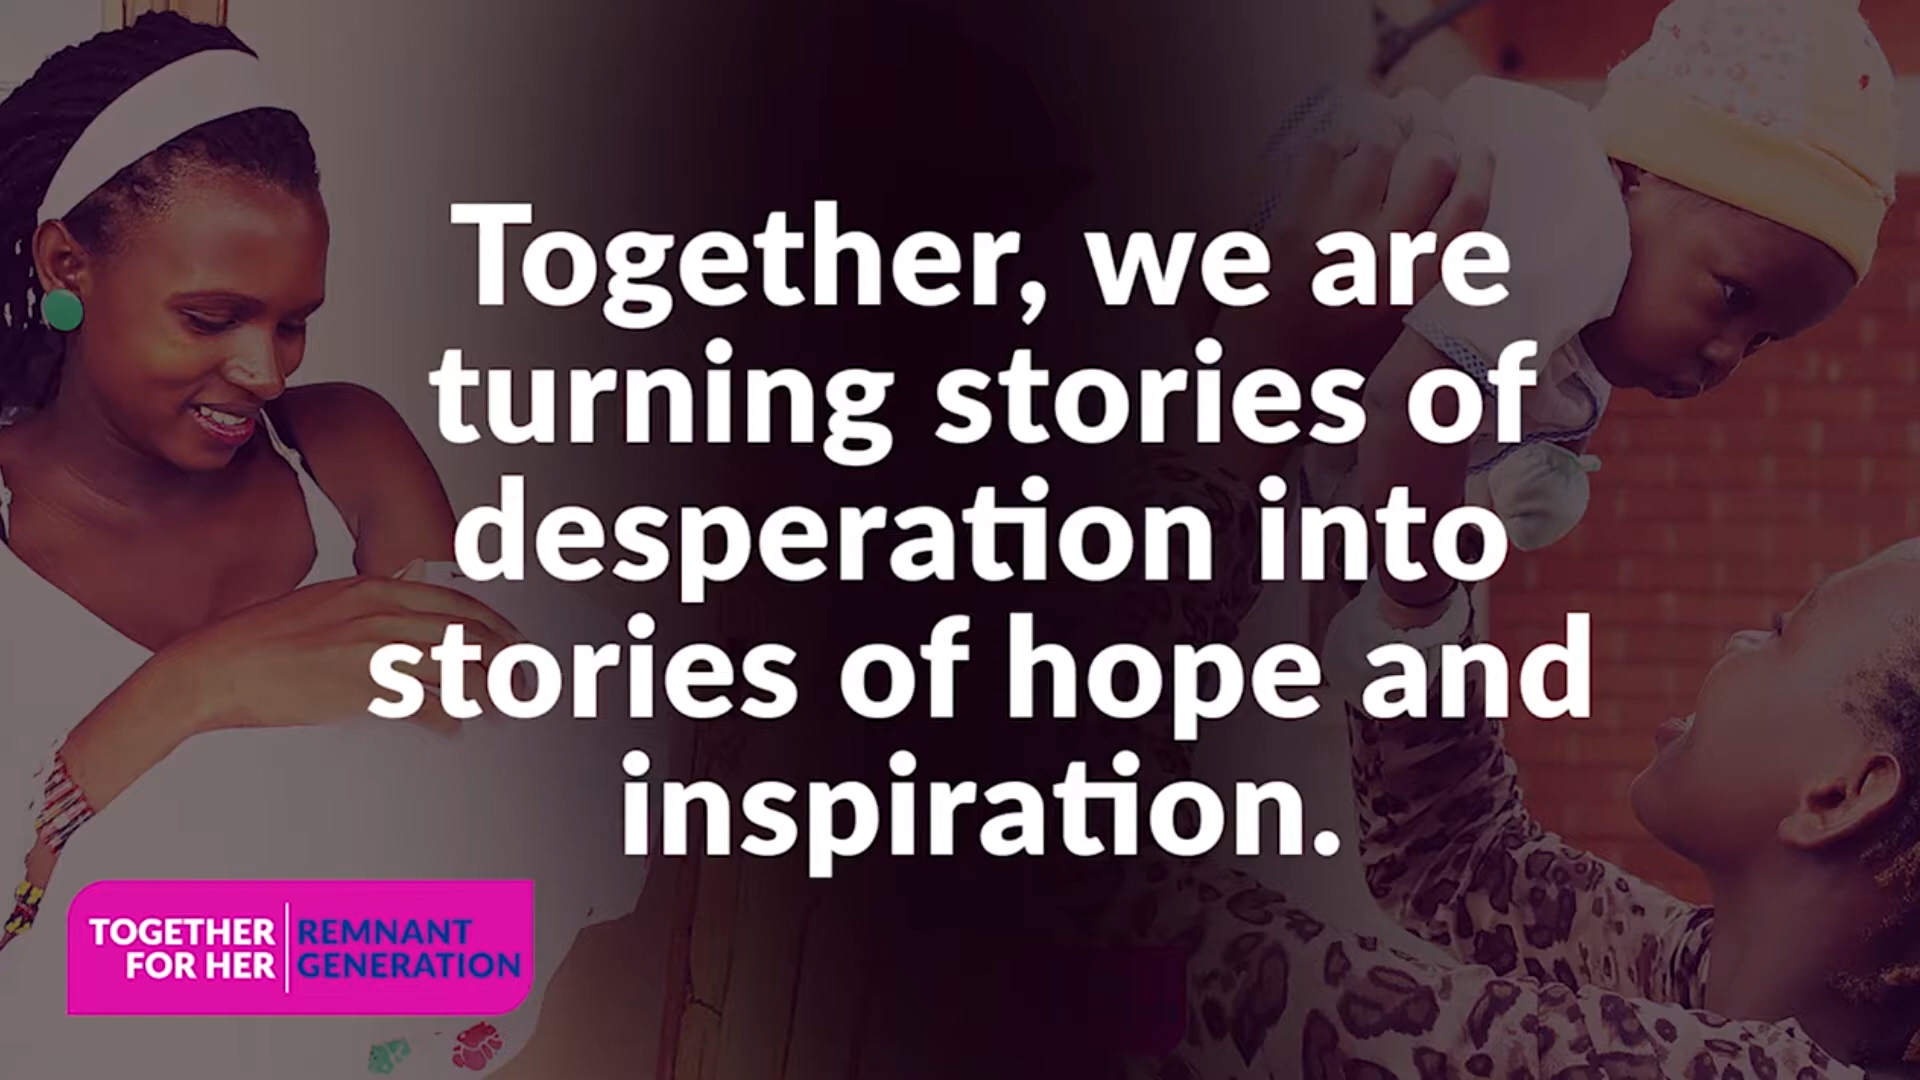 Together, we are
turning stories of
desperation into
stories of hope and
inspiration.
TOGETHER
FOR HER
REMNANT
GENERATION